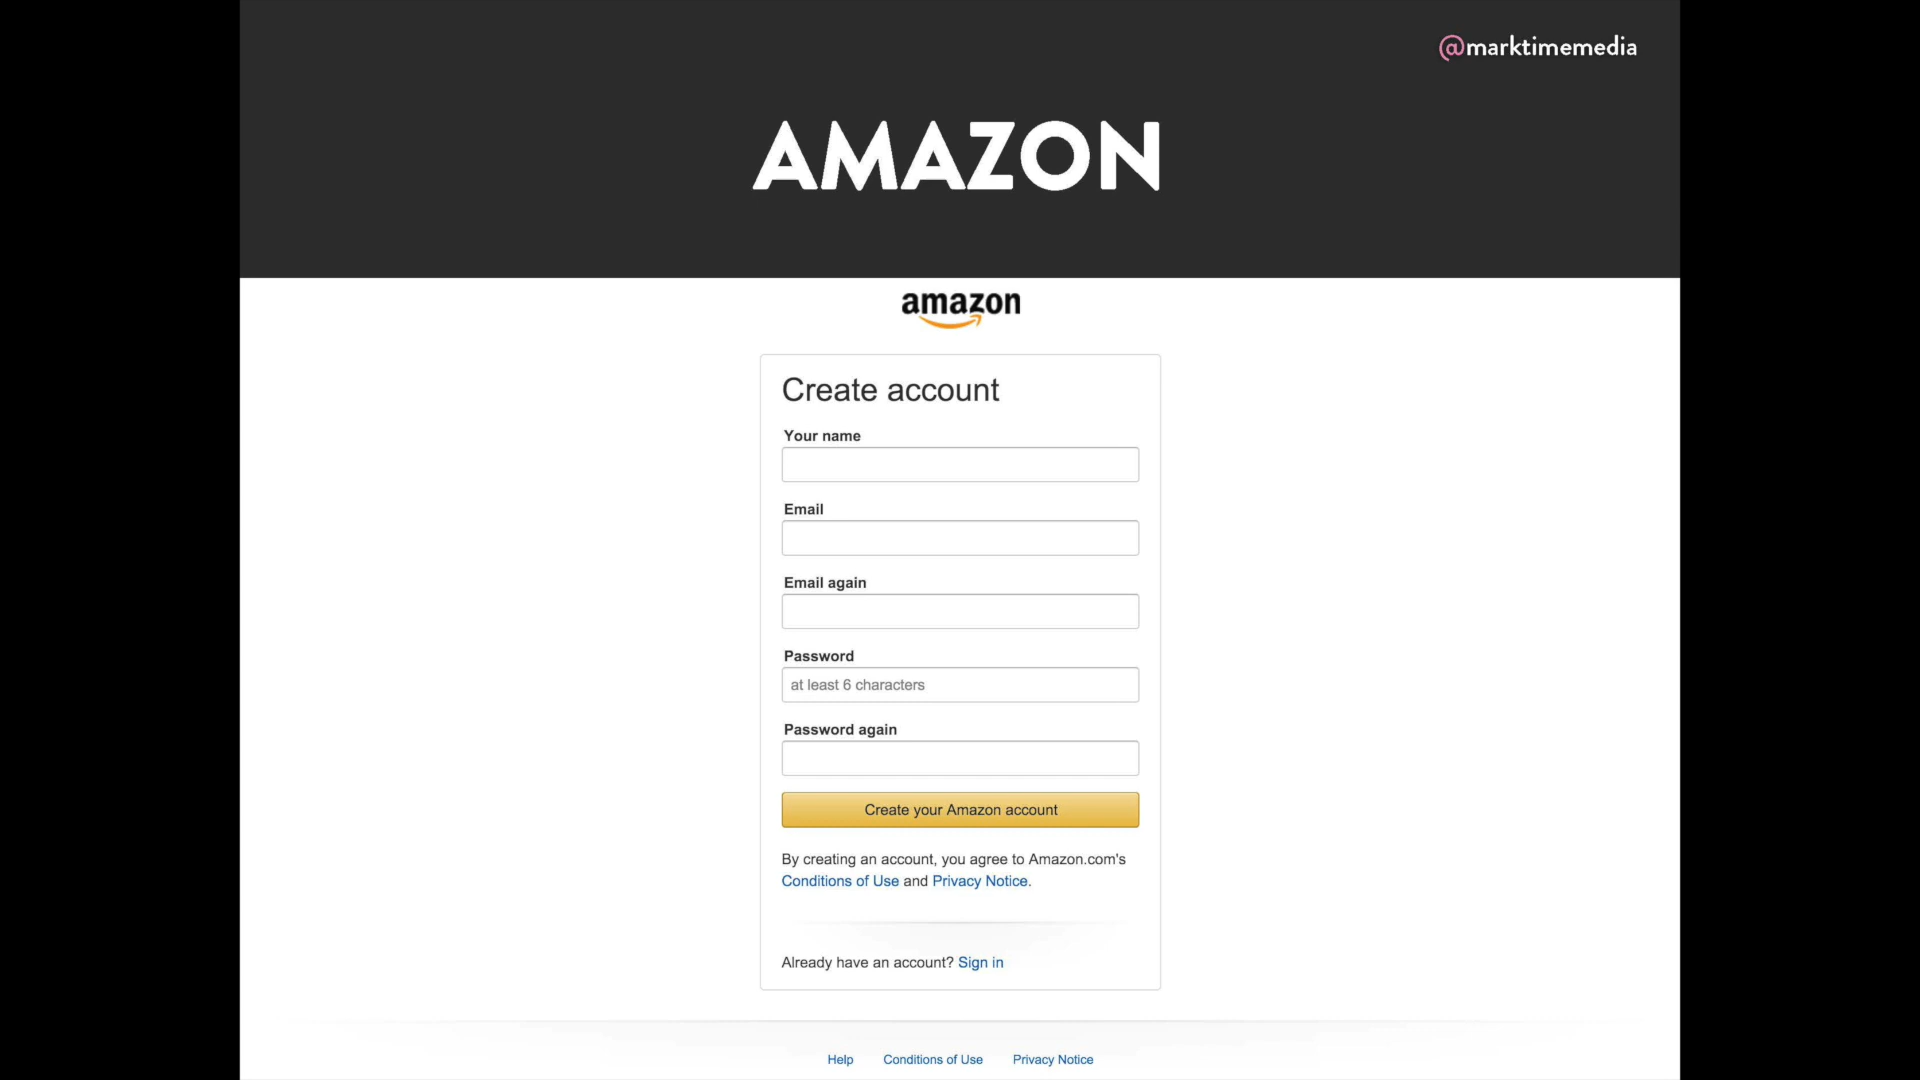 @marktimemedia
AMAZON
amazon
Create account
Your name
Email
Email again
Password
at least 6 characters
Password again
Create your Amazon account
By creating an account, you agree to Amazon.com's
Conditions of Use and Privacy Notice.
Already have an account? Sign in
Help Conditions of Use Privacy Notice